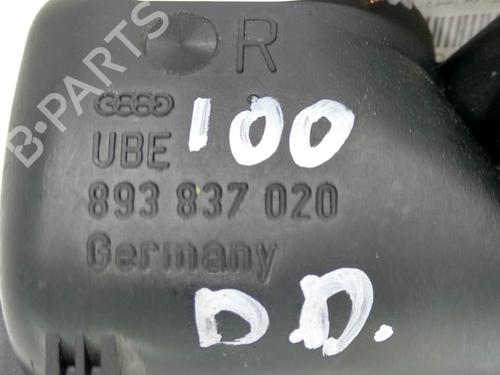 R
UBE 100
893 837 020
Germany
D D.
B-Parts